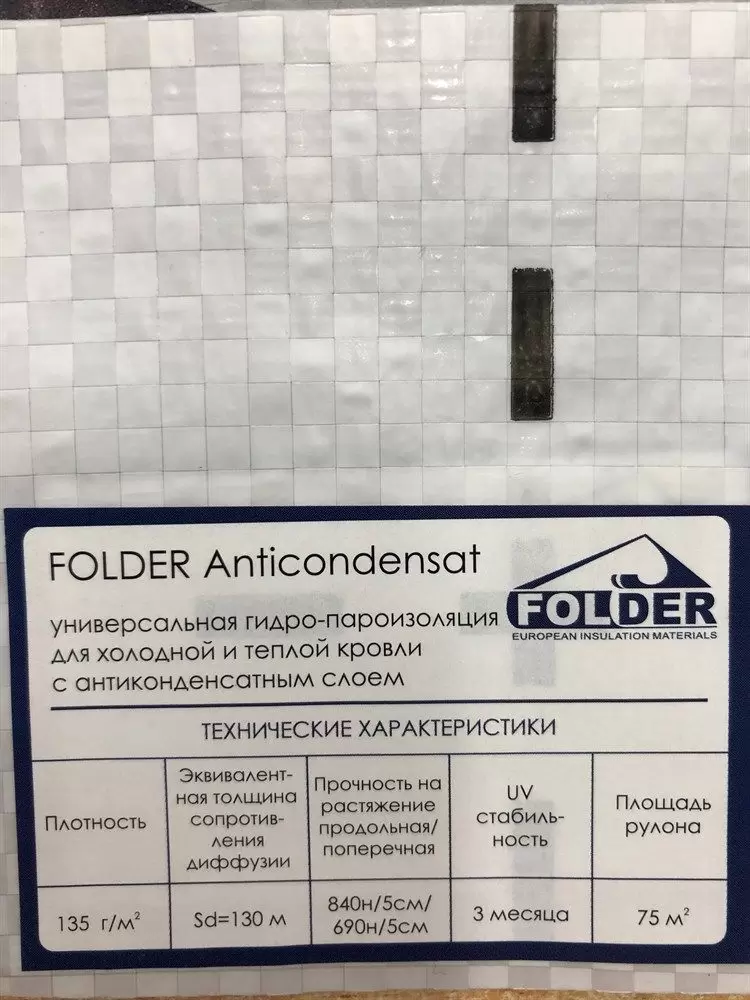 FOLDER Anticondensat
универсальная гидро-пароизоляция
для холодной и теплой кровли
с антиконденсатным слоем
FOLDER
EUROPEAN INSULATION MATERIALS
ТЕХНИЧЕСКИЕ ХАРАКТЕРИСТИКИ
Плотность
Эквивалент-
ная толщина
сопротив-
ления
диффузии
Прочность на
растяжение
продольная/
поперечная
UV
стабиль-
ность
Площадь
рулона
135 г/м²
Sd=130 м
840н/5см/
690н/5см
3 месяца
75 м²